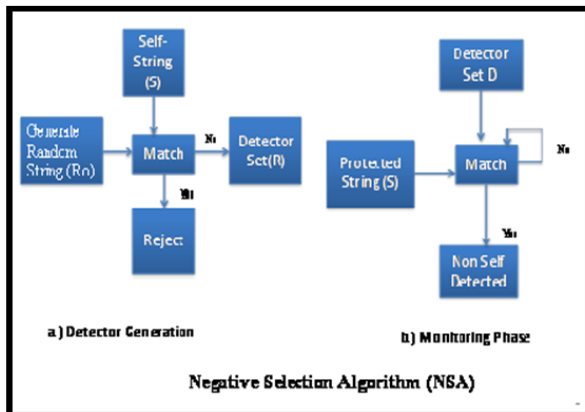 Self-
String
(S)
Generate
Random
String (Ro)
Match
No
Detector
Set(R)
Yes
Reject
a) Detector Generation
Detector
Set D
Protected
String (S)
Match
No
Yes
Non Self
Detected
b) Monitoring Phase
Negative Selection Algorithm (NSA)